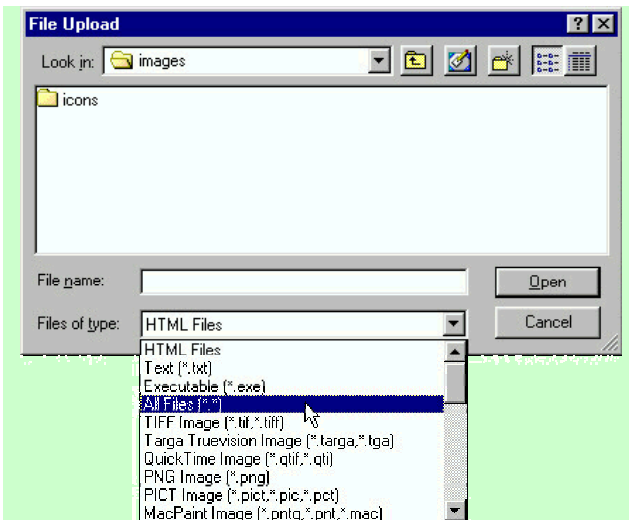 File Upload
Look in: images
icons
File name:
Open
Files of type: HTML Files
Cancel
HTML Files
Text (*.txt)
Executable (*.exe)
All Files (*.*)
TIFF Image (*.tif,*.tiff)
Targa Truevision Image (*.targa,*.tga)
QuickTime Image (*.qtif,*.qti)
PNG Image (*.png)
PICT Image (*.pict,*.pic,*.pct)
MacPaint Image (*.pntg,*.pnt,*.mac)